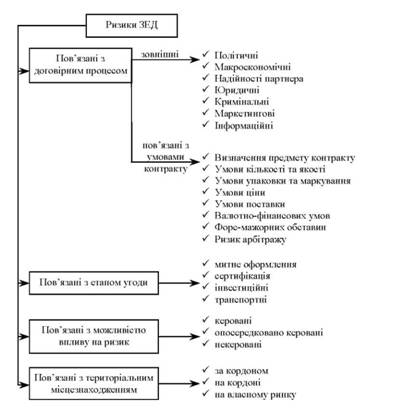 Ризики ЗЕД
Пов'язані з
договірним процесом
зовнішні
✓ Політичні
✓ Макроекономічні
✓ Надійності партнера
✓ Юридичні
✓ Кримінальні
✓ Маркетингові
✓ Інформаційні
пов'язані з
умовами
контракту
✓ Визначення предмету контракту
✓ Умови кількості та якості
✓ Умови упаковки та маркування
✓ Умови ціни
✓ Умови поставки
✓ Валютно-фінансових умов
✓ Форс-мажорних обставин
✓ Ризик арбітражу
Пов'язані з етапом угоди
✓ митне оформлення
✓ сертифікація
✓ інвестиційні
✓ транспортні
Пов'язані з можливістю
впливу на ризик
✓ керовані
✓ опосередковано керовані
✓ некеровані
Пов'язані з територіальним
місцезнаходженням
✓ за кордоном
✓ на кордоні
✓ на власному ринку